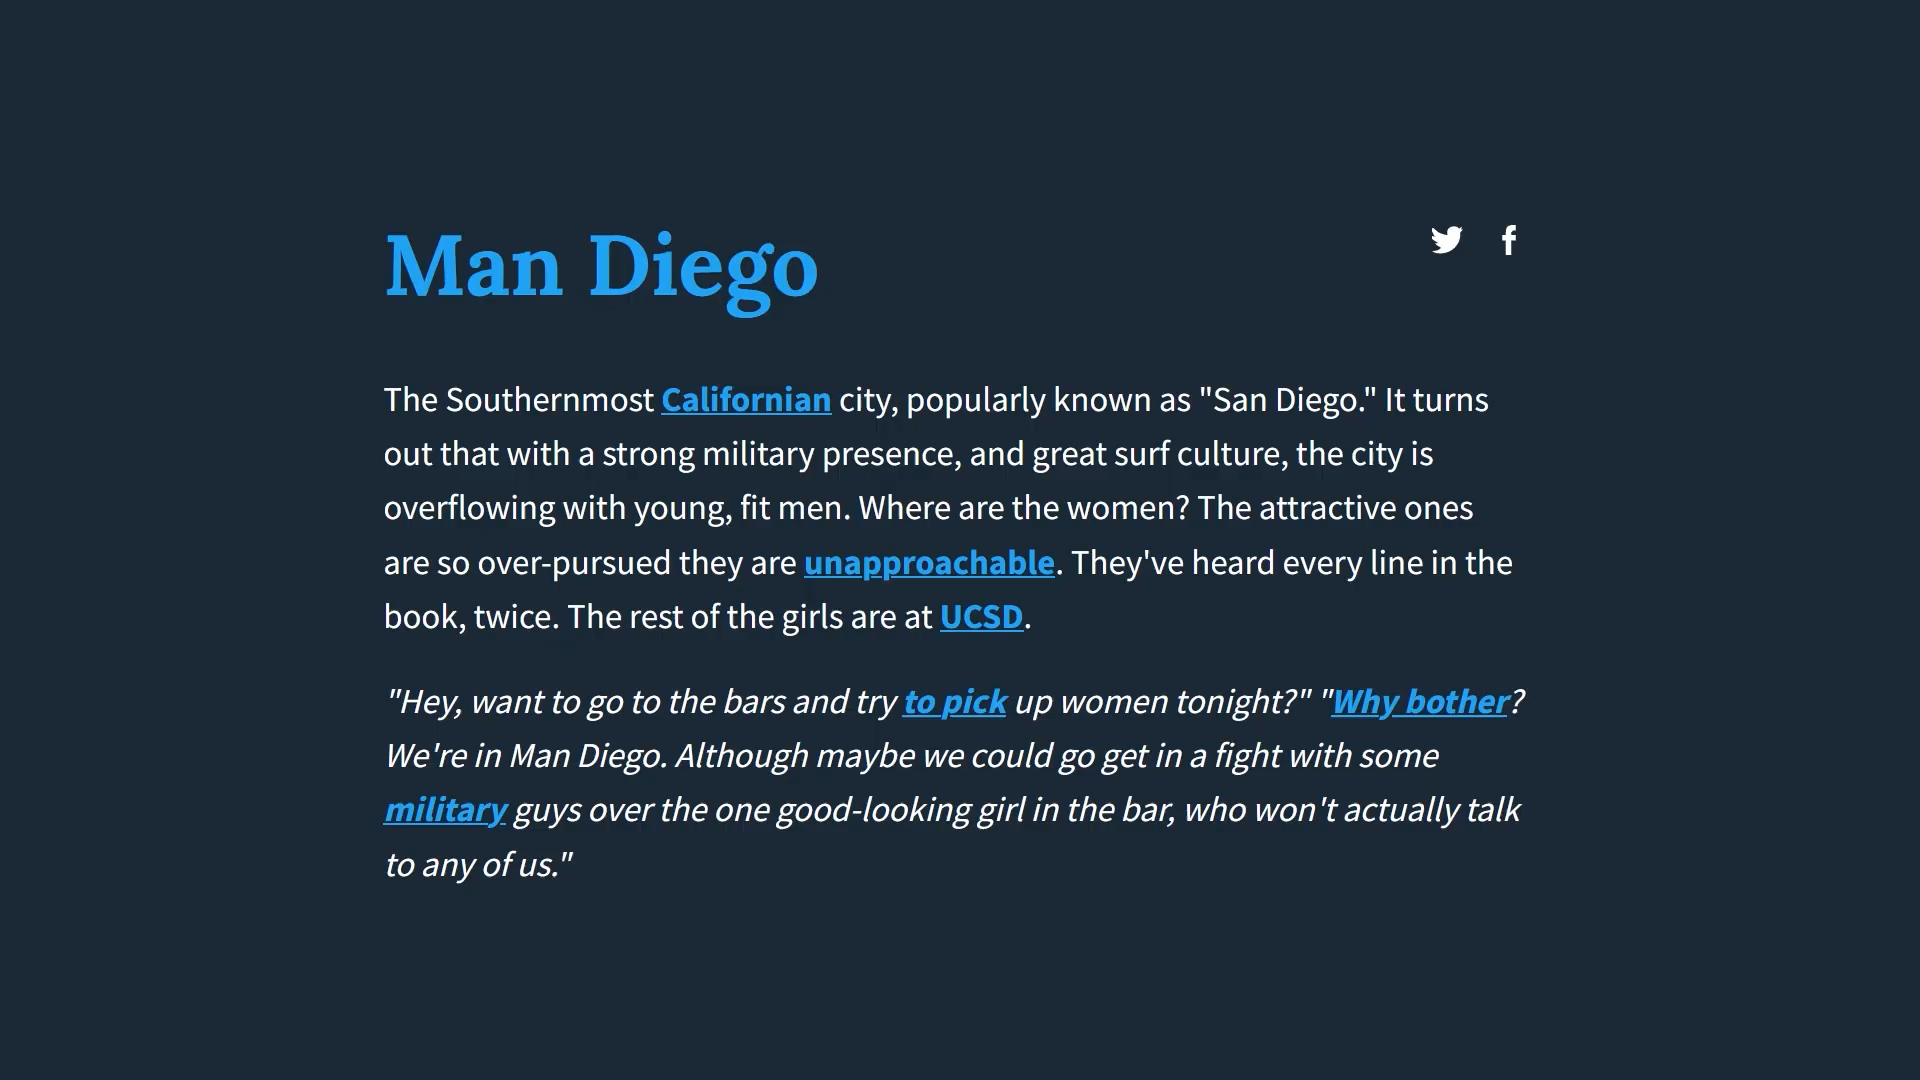 Man Diego
The Southernmost Californian city, popularly known as "San Diego." It turns
out that with a strong military presence, and great surf culture, the city is
overflowing with young, fit men. Where are the women? The attractive ones
are so over-pursued they are unapproachable. They've heard every line in the
book, twice. The rest of the girls are at UCSD.
"Hey, want to go to the bars and try to pick up women tonight?" "Why bother?
We're in Man Diego. Although maybe we could go get in a fight with some
military guys over the one good-looking girl in the bar, who won't actually talk
to any of us."